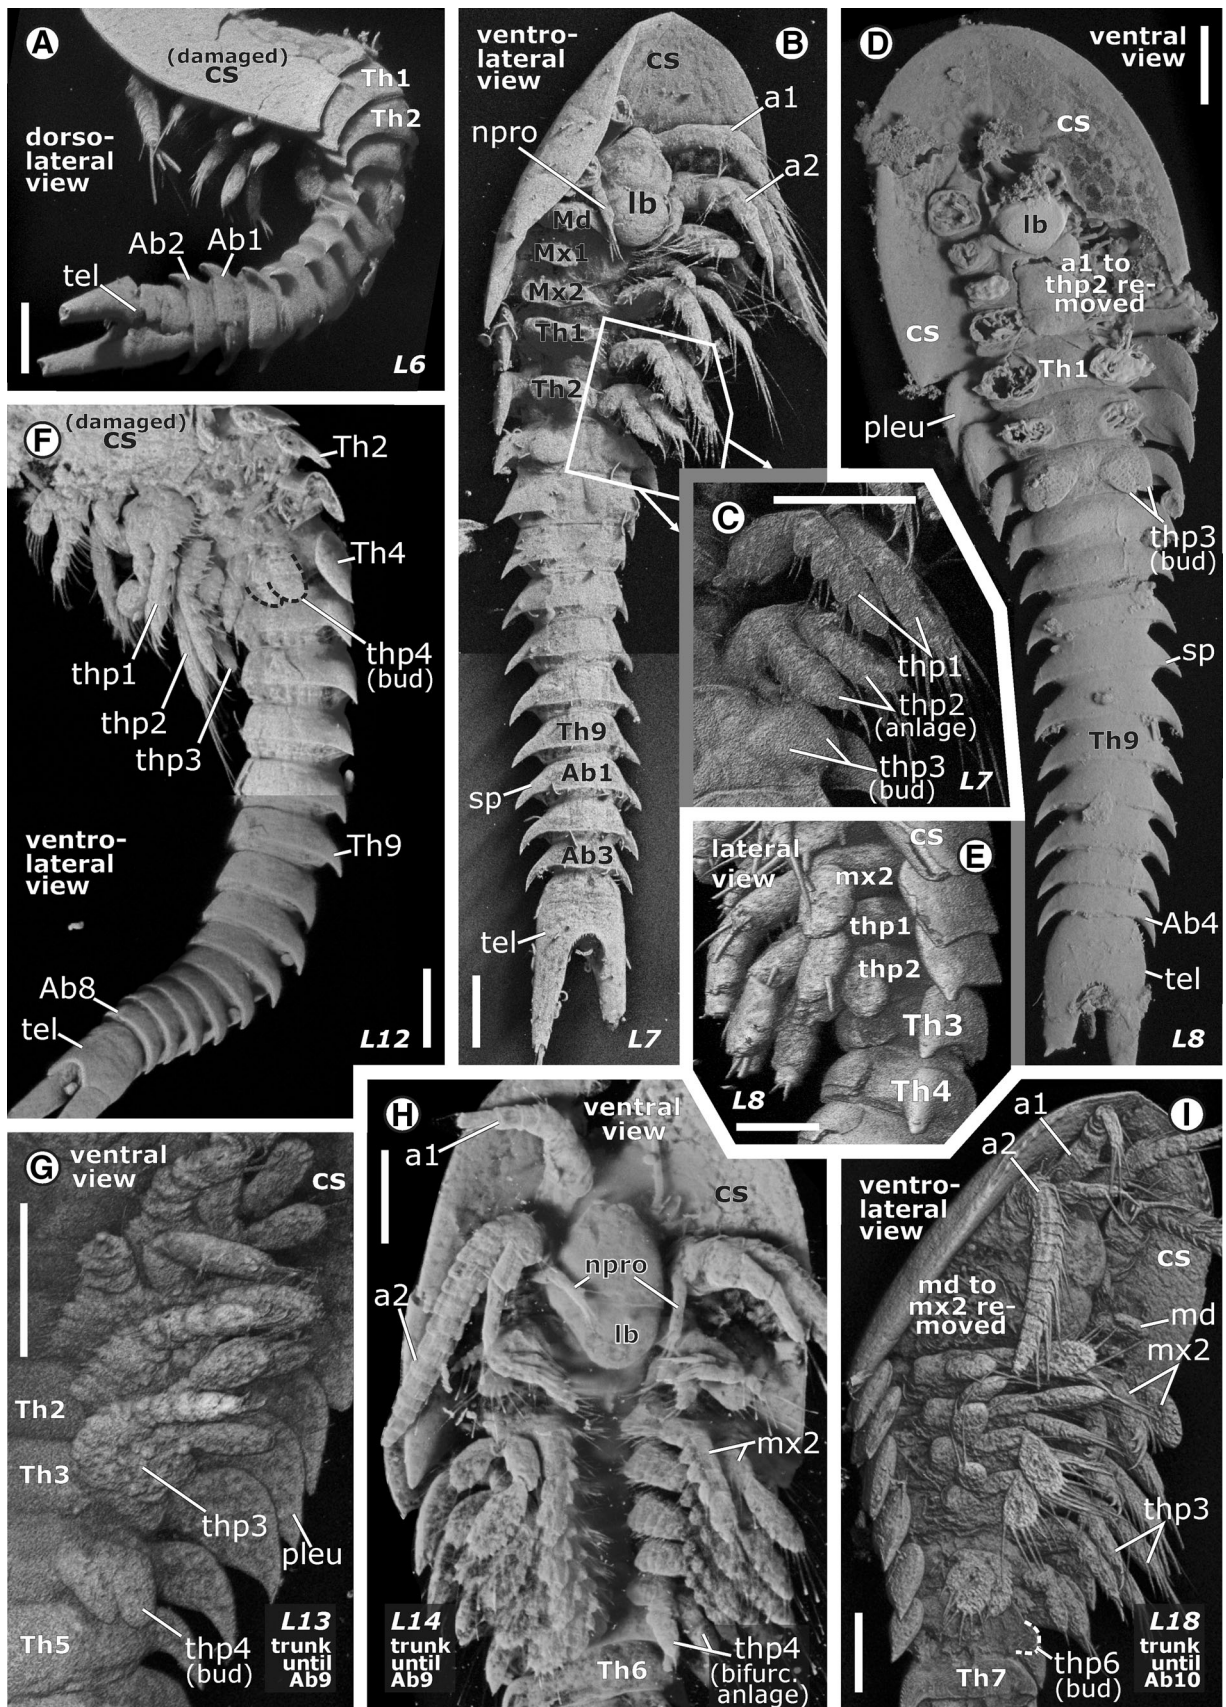 A
(damaged)
cs
Th1
Th2
dorso-
lateral
view
Ab2
Ab1
tel
L6
ventro-
lateral
view
B
cs
a1
npro
a2
lb
Md
Mx1
Mx2
Th1
Th2
Th9
Ab1
sp
Ab3
tel
L7
C
thp1
thp2
(anlage)
thp3
(bud)
L7
D
ventral
view
cs
lb
a1 to
thp2 re-
moved
cs
Th1
pleu
thp3
(bud)
sp
Th9
Ab4
tel
L8
lateral
view
cs
E
mx2
thp1
thp2
Th3
Th4
L8
F
(damaged)
cs
Th2
Th4
thp4
(bud)
thp1
thp2
thp3
ventro-
lateral
view
Th9
Ab8
tel
L12
G
ventral
view
cs
Th2
Th3
thp3
pleu
Th5
thp4
(bud)
L13
trunk
until
Ab9
H
ventral
view
a1
cs
npro
a2
lb
mx2
thp4
(bifurc.
anlage)
Th6
L14
trunk
until
Ab9
I
a1
a2
ventro-
lateral
view
cs
md to
mx2 re-
moved
md
mx2
thp3
thp6
(bud)
Th7
L18
trunk
until
Ab10